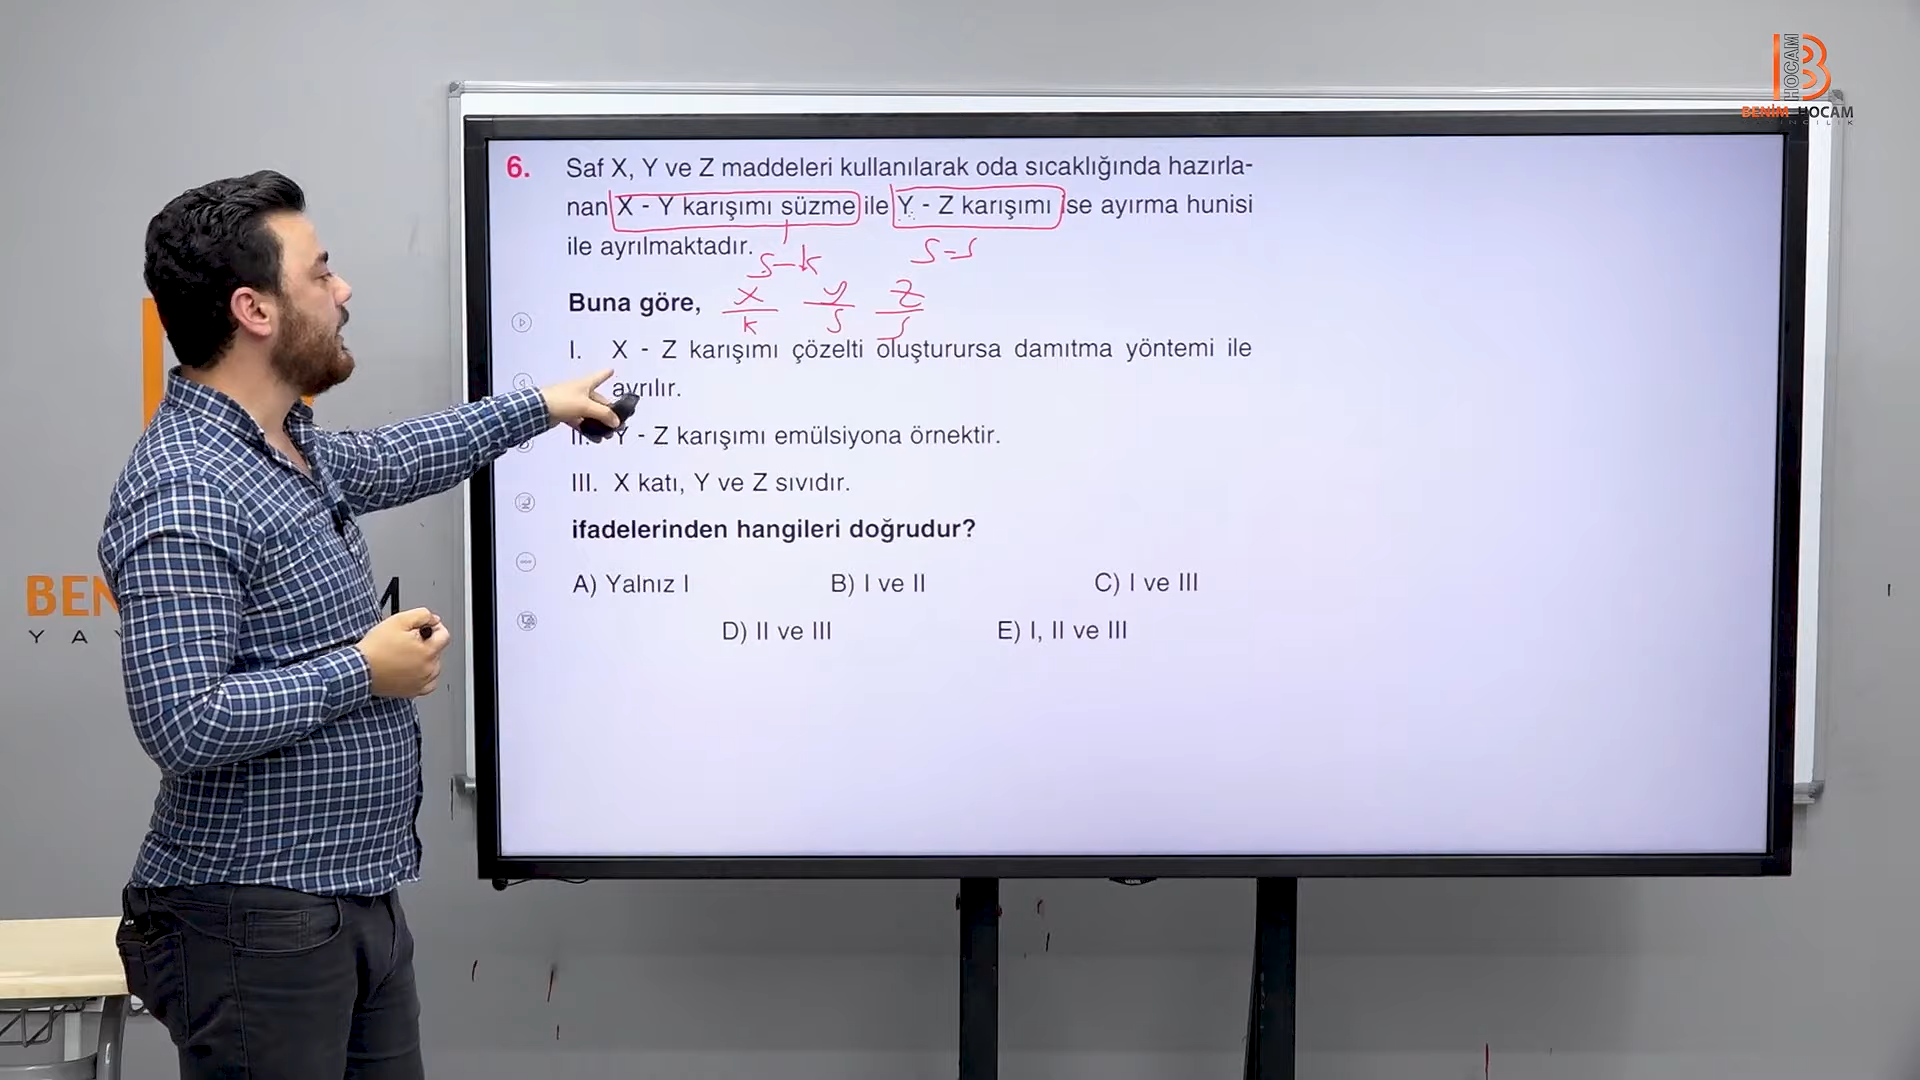 HOCAM
B
BENİM HOCAM
6. Saf X, Y ve Z maddeleri kullanılarak oda sıcaklığında hazırla-
nan X - Y karışımı süzme ile Y - Z karışımı ise ayırma hunisi
ile ayrılmaktadır.
S-k
S-S
Buna göre,
X Y Z
k S S
I. X - Z karışımı çözelti oluşturursa damıtma yöntemi ile
ayrılır.
II. Y - Z karışımı emülsiyona örnektir.
III. X katı, Y ve Z sıvıdır.
ifadelerinden hangileri doğrudur?
A) Yalnız I B) I ve II C) I ve III
D) II ve III E) I, II ve III
BEN
YAY